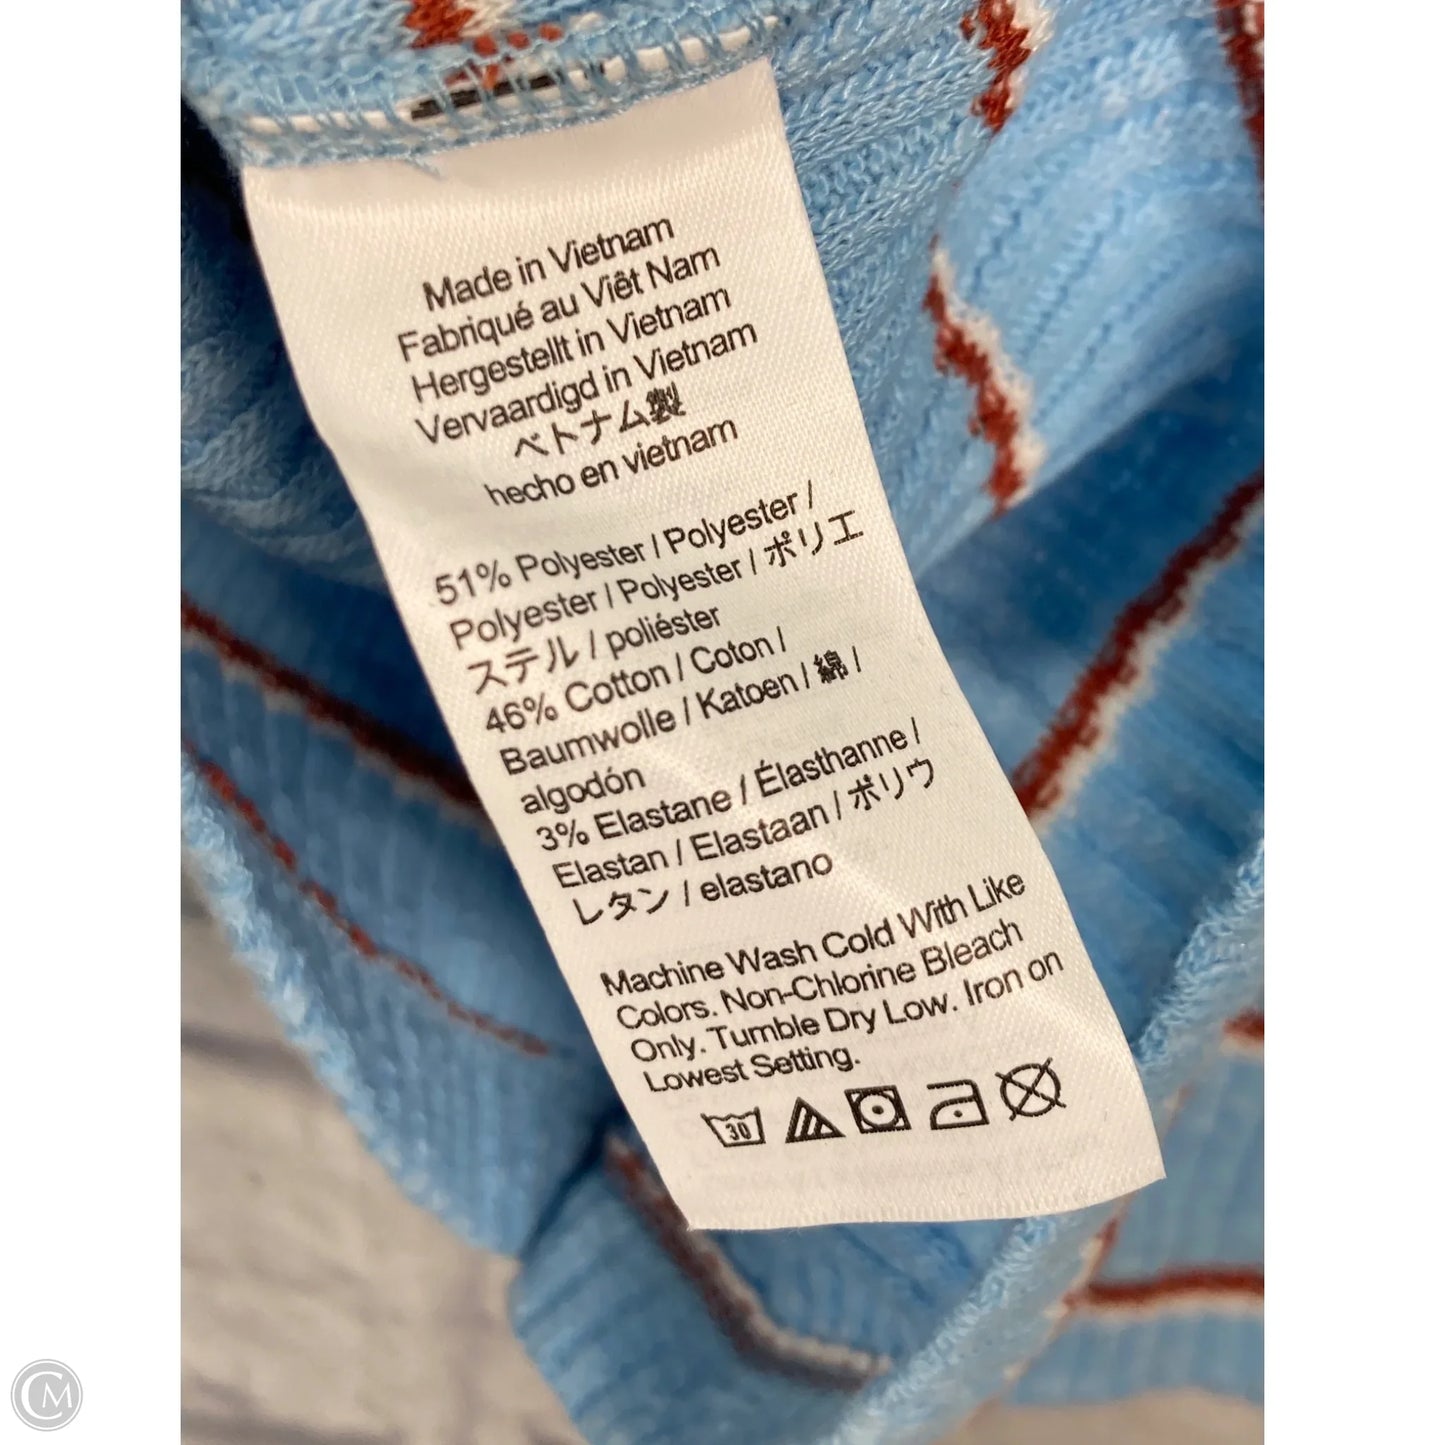 Made in Vietnam
Fabriqué au Viêt Nam
Hergestellt in Vietnam
Vervaardigd in Vietnam
ベトナム製
hecho en vietnam
51% Polyester / Polyester /
Polyester / Polyester / ポリエ
ステル / poliéster
46% Cotton / Coton /
Baumwolle / Katoen / 綿 /
algodón
3% Elastane / Élasthanne /
Elastan / Elastaan / ポリウ
レタン / elastano
Machine Wash Cold With Like
Colors. Non-Chlorine Bleach
Only. Tumble Dry Low. Iron on
Lowest Setting.
30
CM